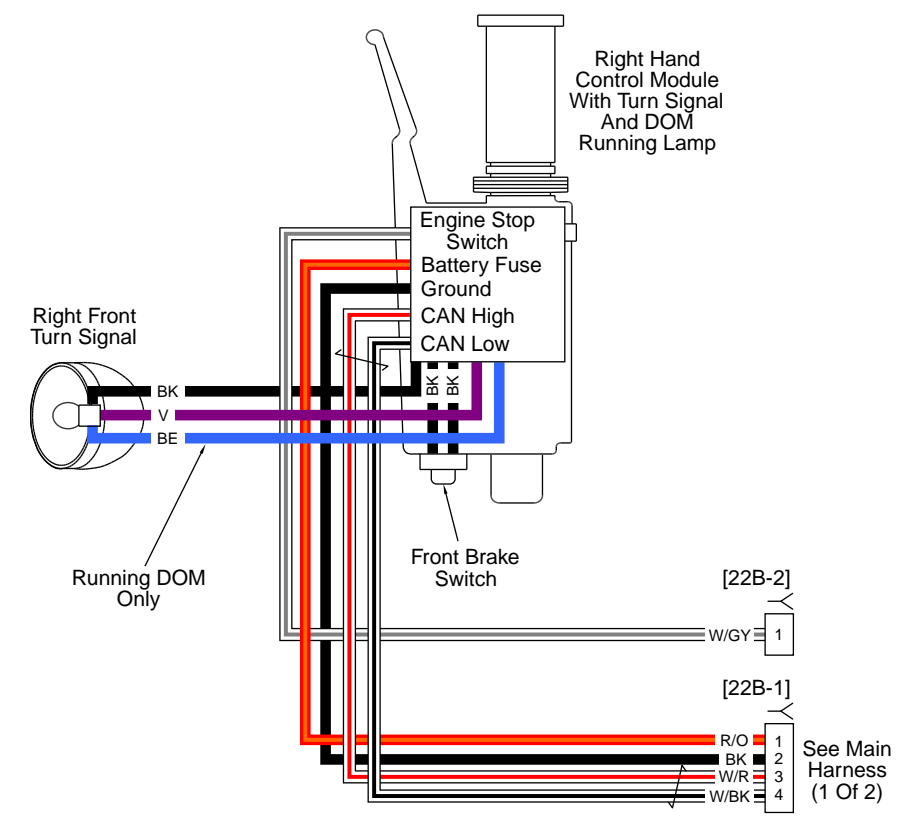 Right Hand
Control Module
With Turn Signal
And DOM
Running Lamp
Engine Stop
Switch
Battery Fuse
Ground
CAN High
CAN Low
Right Front
Turn Signal
BK
V
BE
BK
BK
Running DOM
Only
Front Brake
Switch
[22B-2]
W/GY 1
[22B-1]
R/O 1
BK 2
W/R 3
W/BK 4
See Main
Harness
(1 Of 2)